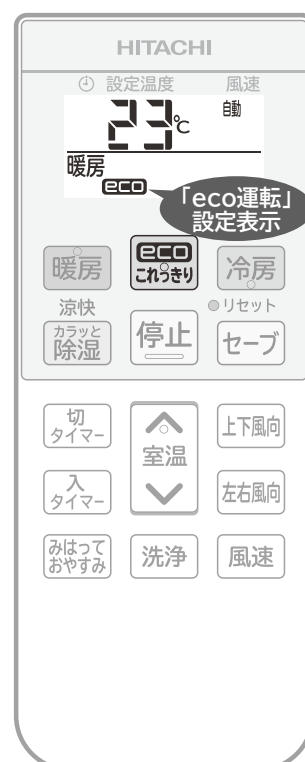 HITACHI
設定温度 風速
23℃ 自動
暖房
eco
「eco運転」
設定表示
暖房
eco
これっきり
冷房
涼快
カラッと
除湿
停止
リセット
セーブ
切
タイマー
室温
上下風向
入
タイマー
左右風向
みはって
おやすみ
洗浄
風速